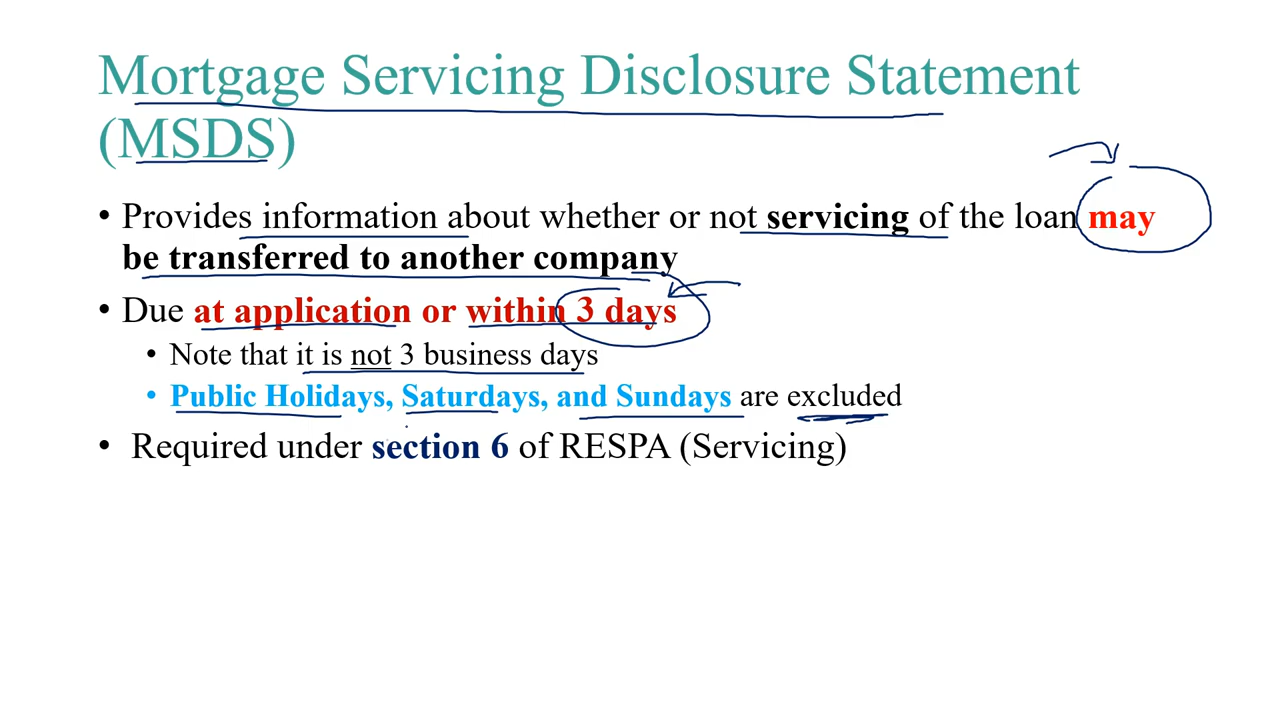 Mortgage Servicing Disclosure Statement
(MSDS)
• Provides information about whether or not servicing of the loan may
be transferred to another company
• Due at application or within 3 days
• Note that it is not 3 business days
• Public Holidays, Saturdays, and Sundays are excluded
• Required under section 6 of RESPA (Servicing)